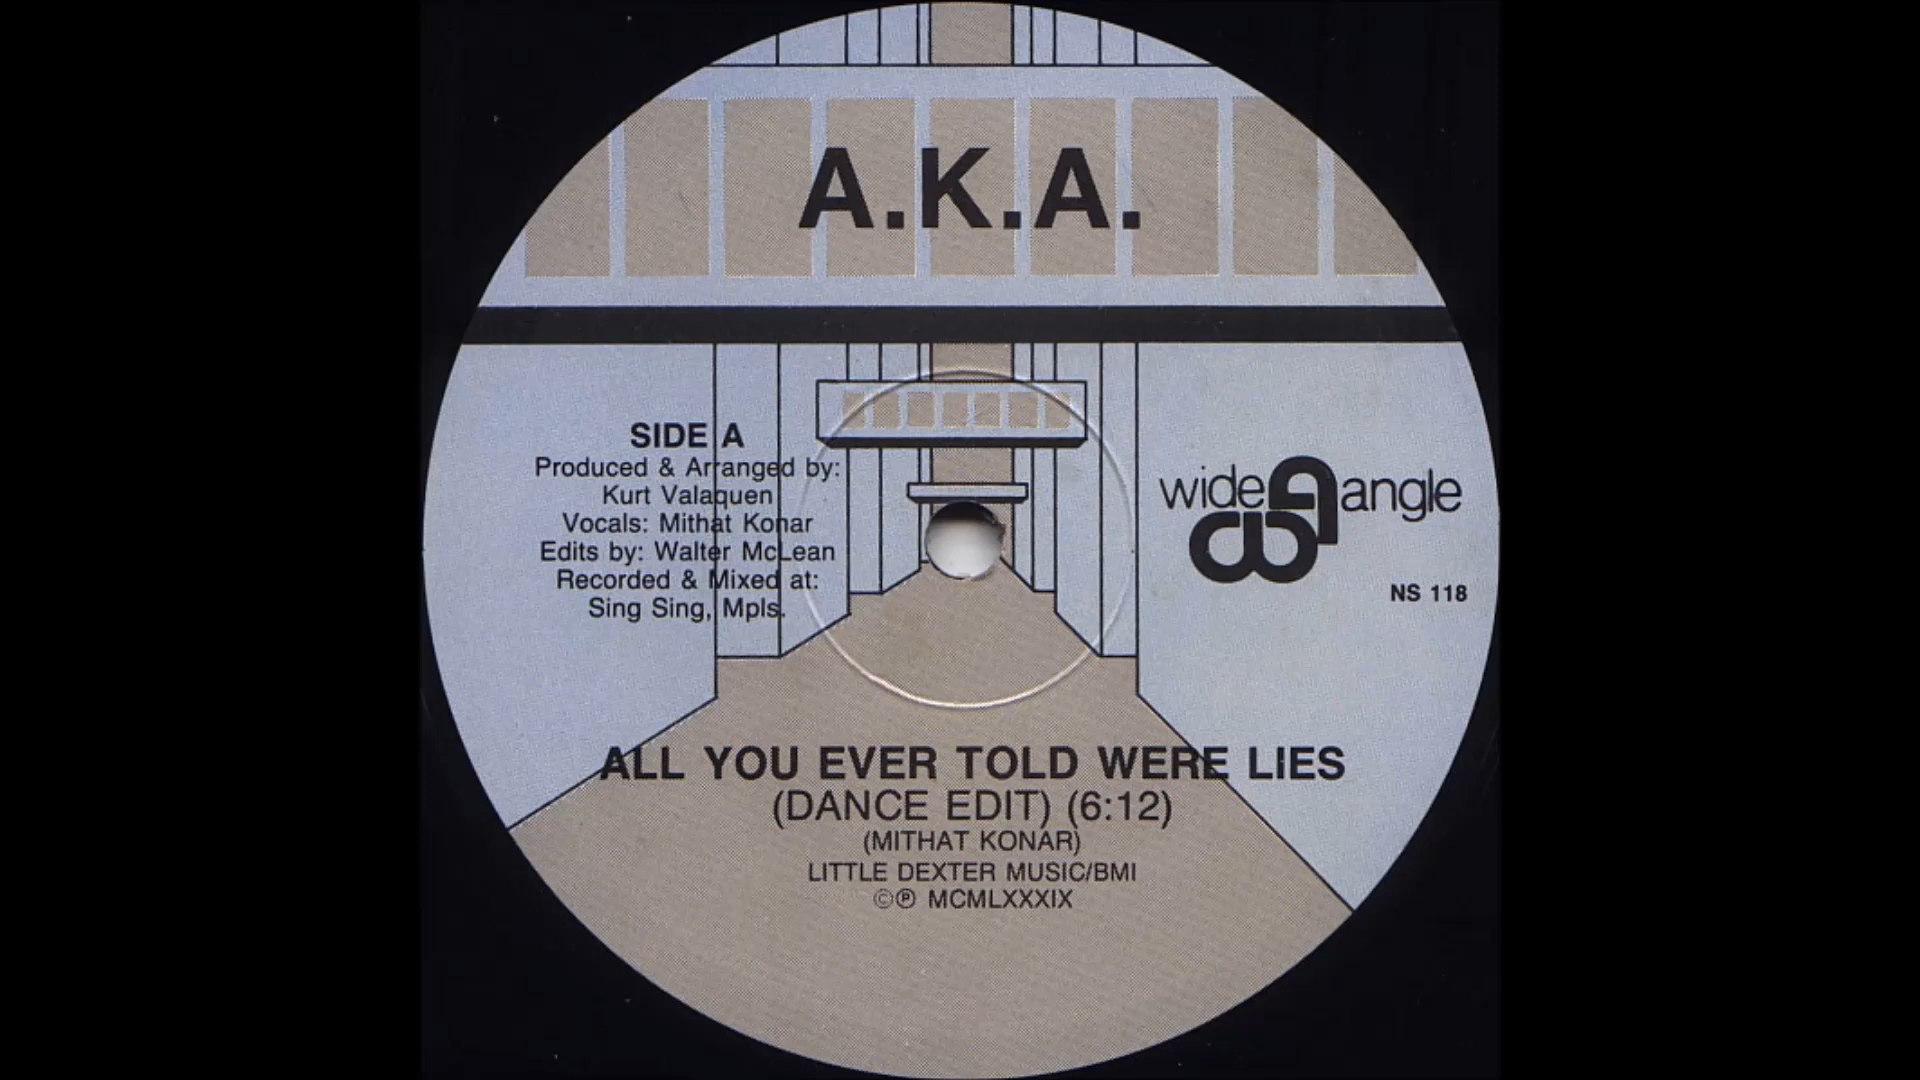 A.K.A.
SIDE A
Produced & Arranged by:
Kurt Valaquen
Vocals: Mithat Konar
Edits by: Walter McLean
Recorded & Mixed at:
Sing Sing, Mpls.
wide angle
NS 118
ALL YOU EVER TOLD WERE LIES
(DANCE EDIT) (6:12)
(MITHAT KONAR)
LITTLE DEXTER MUSIC/BMI
©℗ MCMLXXXIX